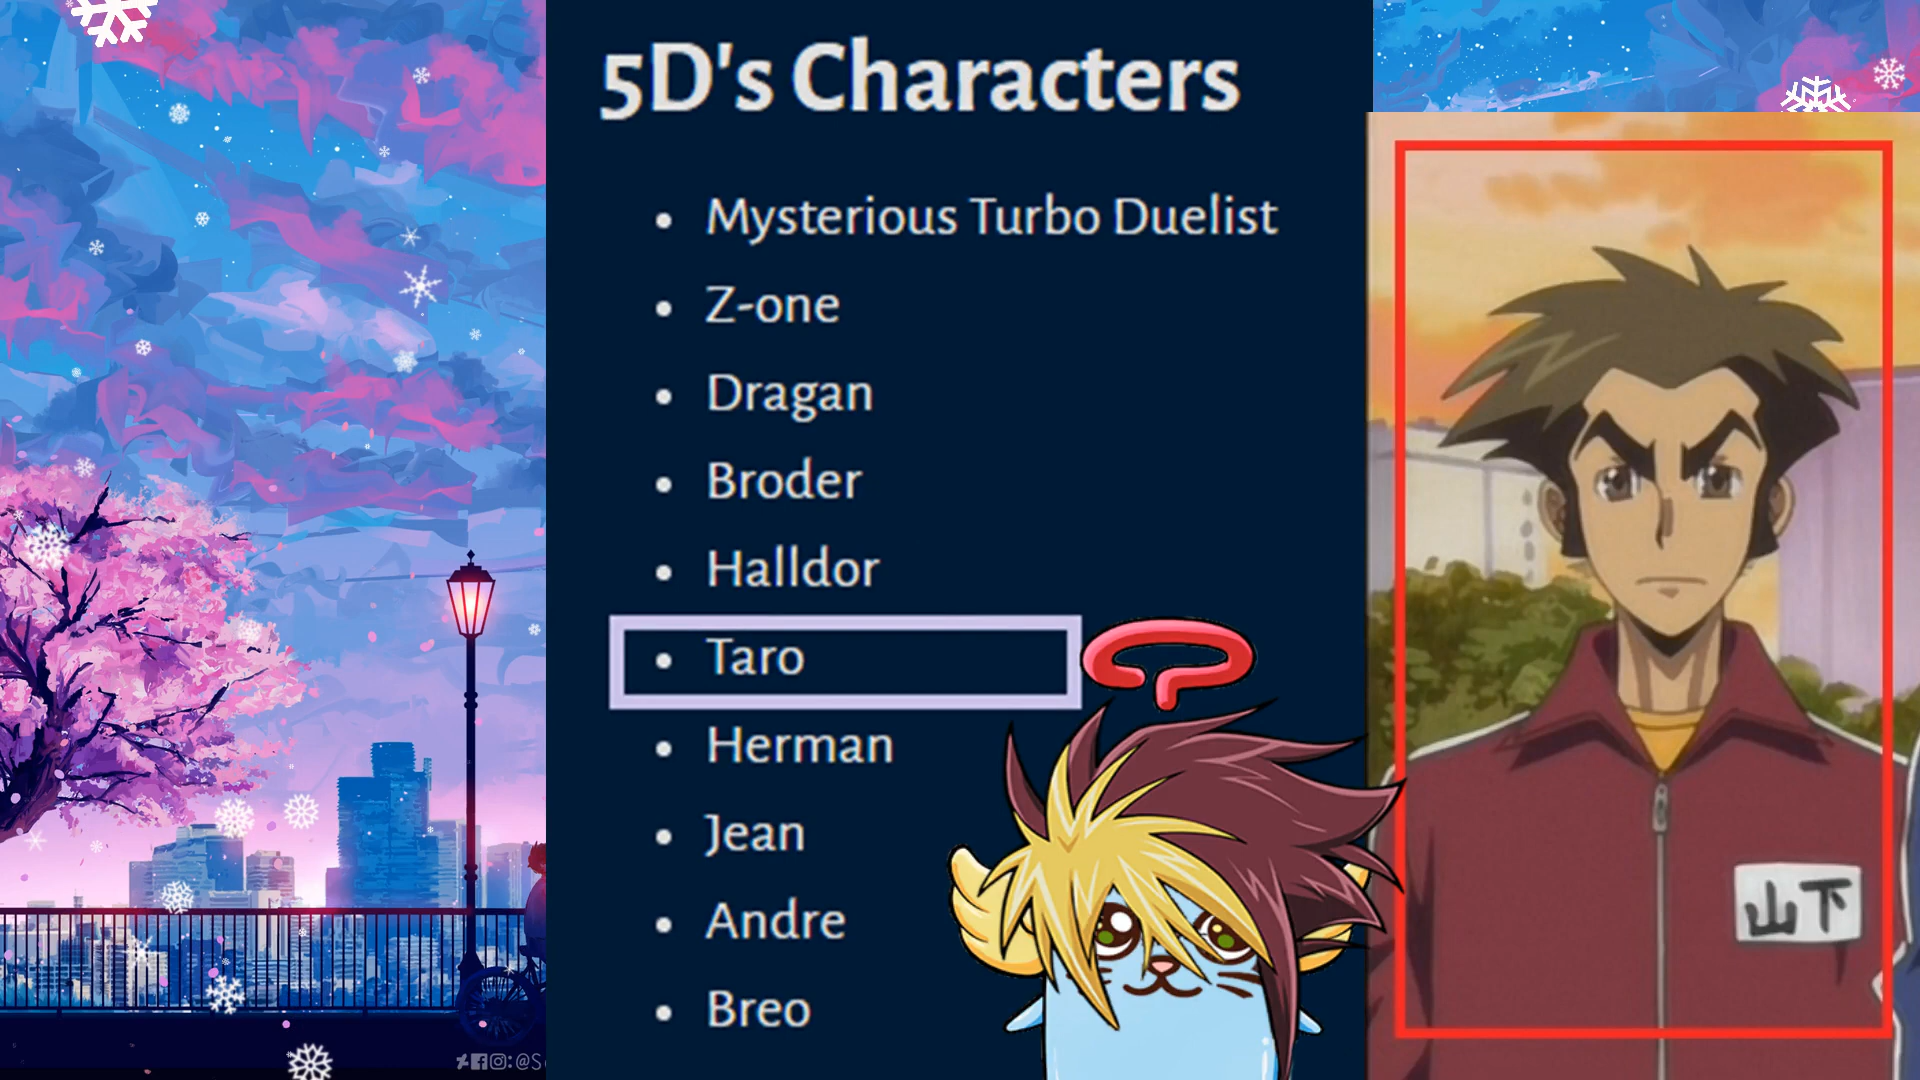 5D's Characters
Mysterious Turbo Duelist
Z-one
Dragan
Broder
Halldor
Taro
Herman
Jean
Andre
Breo
山下